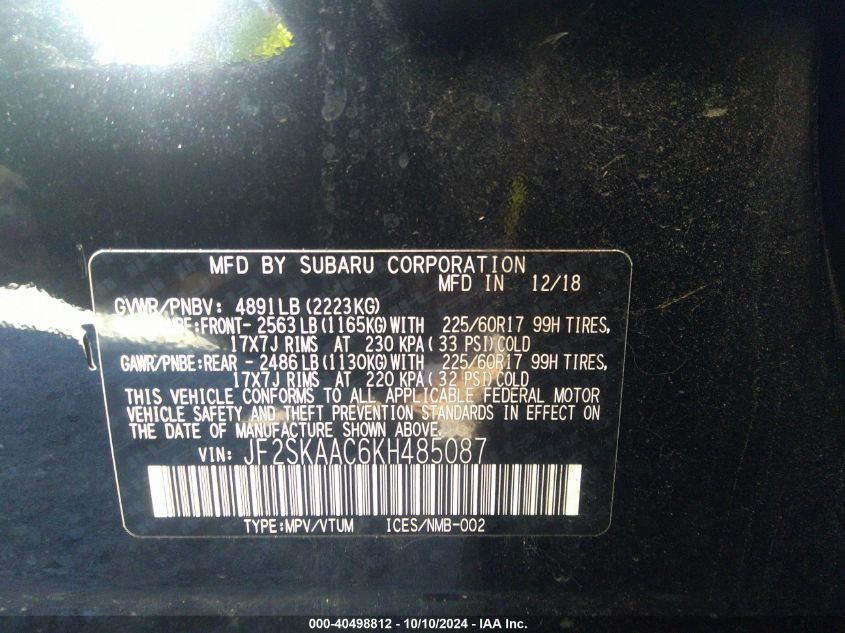 MFD BY SUBARU CORPORATION
MFD IN 12/18
GVWR/PNBV: 4891LB (2223KG)
:FRONT- 2563 LB (1165KG) WITH 225/60R17 99H TIRES,
17X7J RIMS AT 230 KPA (33 PSI) COLD
GAWR/PNBE:REAR - 2486 LB (1130KG) WITH 225/60R17 99H TIRES,
17X7J RIMS AT 220 KPA (32 PSI) COLD
THIS VEHICLE CONFORMS TO ALL APPLICABLE FEDERAL MOTOR
VEHICLE SAFETY AND THEFT PREVENTION STANDARDS IN EFFECT ON
THE DATE OF MANUFACTURE SHOWN ABOVE.
VIN: JF2SKAAC6KH485087
TYPE:MPV/VTUM ICES/NMB-002
000-40498812 - 10/10/2024 - IAA Inc.